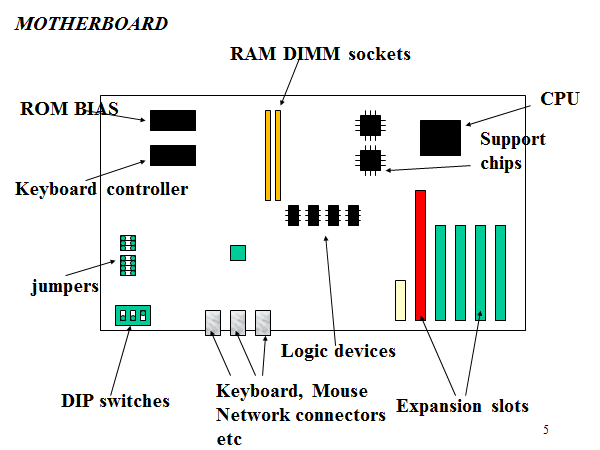 MOTHERBOARD
RAM DIMM sockets
ROM BIAS
CPU
Support
chips
Keyboard controller
jumpers
Logic devices
DIP switches
Keyboard, Mouse
Network connectors
etc
Expansion slots
5